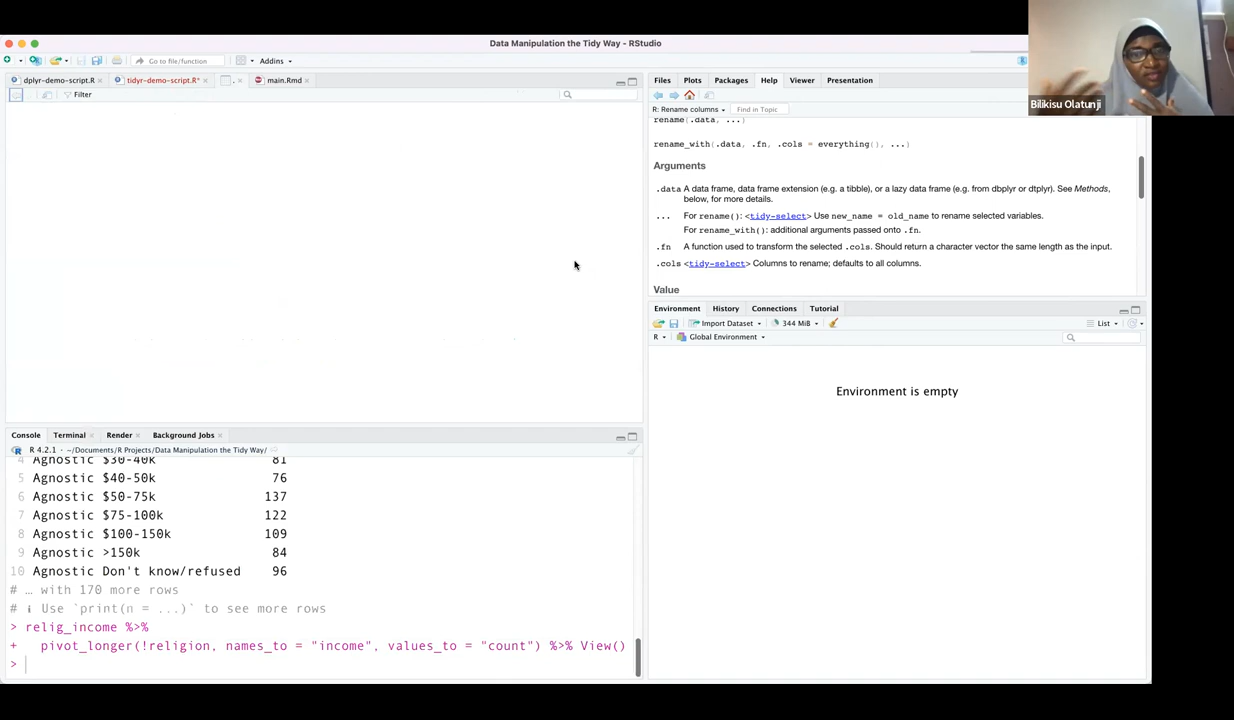 Data Manipulation the Tidy Way - RStudio
Go to file/function
Addins
dplyr-demo-script.R
tidyr-demo-script.R*
.
main.Rmd
Filter
Files
Plots
Packages
Help
Viewer
Presentation
R: Rename columns
Find in Topic
rename(.data, ...)
rename_with(.data, .fn, .cols = everything(), ...)
Arguments
.data A data frame, data frame extension (e.g. a tibble), or a lazy data frame (e.g. from dbplyr or dtplyr). See Methods,
below, for more details.
... For rename(): <tidy-select> Use new_name = old_name to rename selected variables.
For rename_with(): additional arguments passed onto .fn.
.fn A function used to transform the selected .cols. Should return a character vector the same length as the input.
.cols <tidy-select> Columns to rename; defaults to all columns.
Value
Environment
History
Connections
Tutorial
Import Dataset
344 MiB
List
R
Global Environment
Environment is empty
Console
Terminal
Render
Background Jobs
R 4.2.1 · ~/Documents/R Projects/Data Manipulation the Tidy Way/
4 Agnostic $30-40k 81
5 Agnostic $40-50k 76
6 Agnostic $50-75k 137
7 Agnostic $75-100k 122
8 Agnostic $100-150k 109
9 Agnostic >150k 84
10 Agnostic Don't know/refused 96
# … with 170 more rows
# ℹ Use `print(n = ...)` to see more rows
> relig_income %>%
+ pivot_longer(!religion, names_to = "income", values_to = "count") %>% View()
>
Bilikisu Olatunji